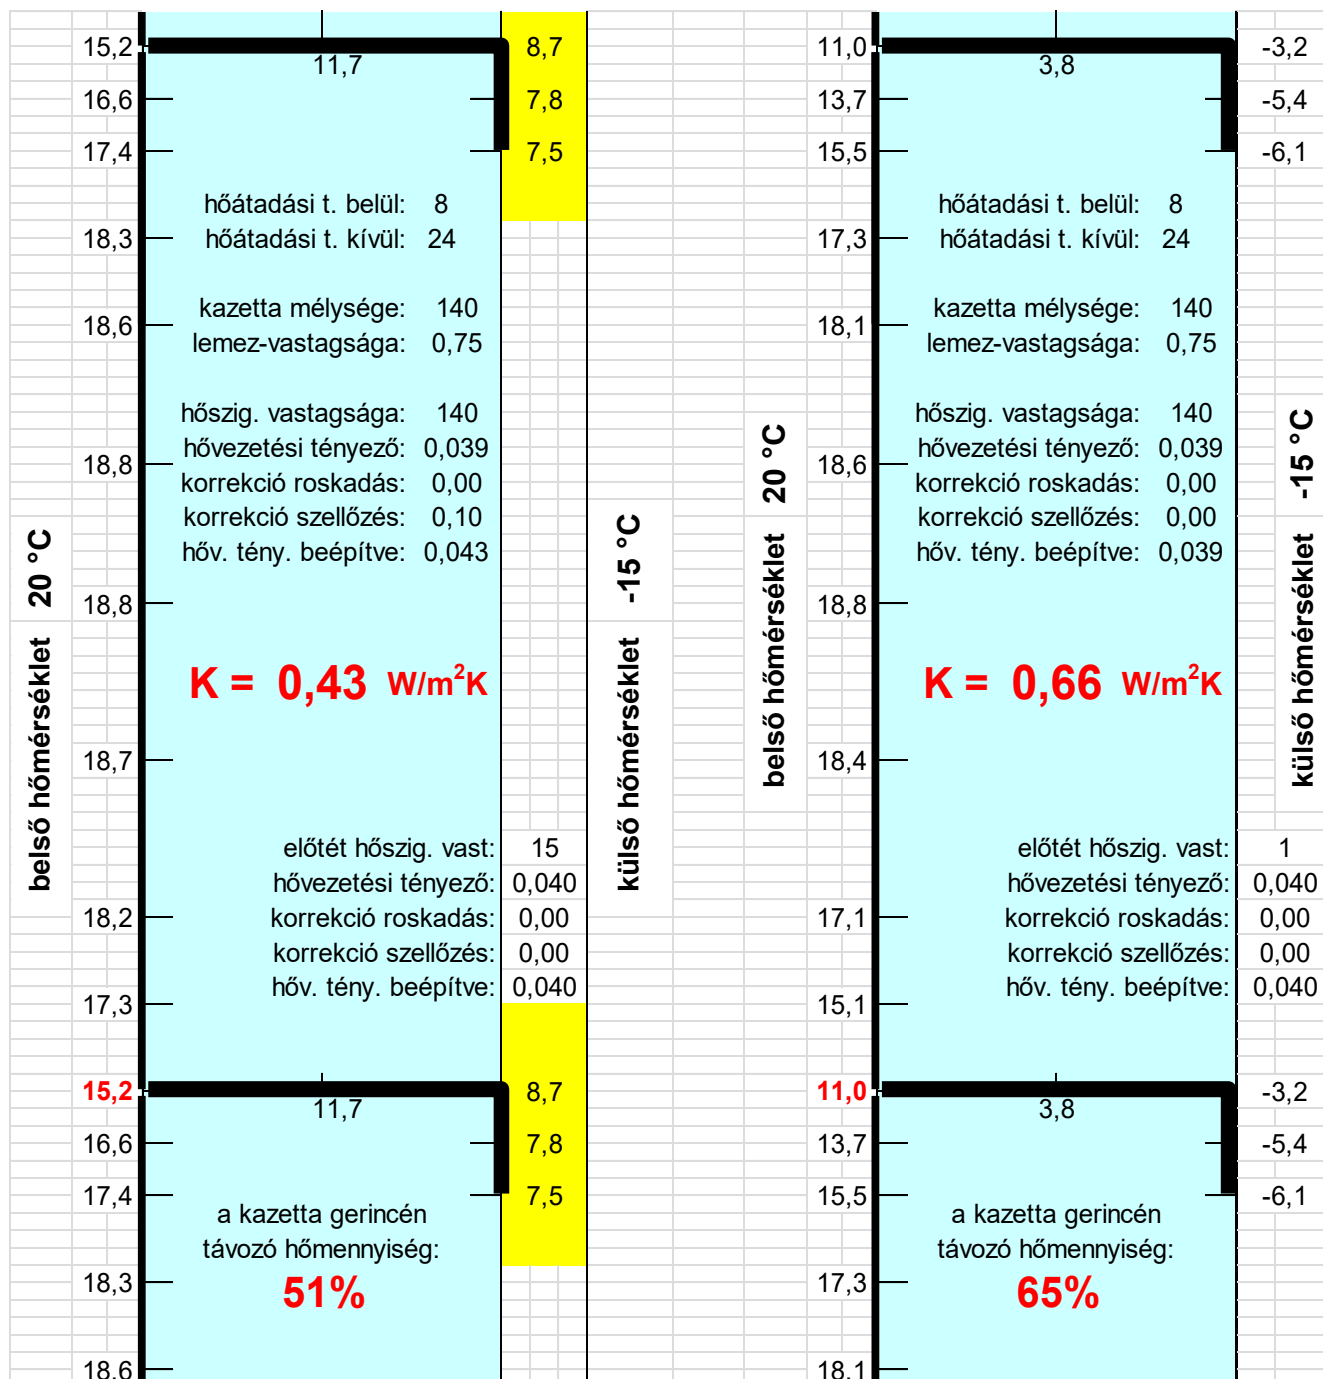 15,2 11,7 8,7 11,0 3,8 -3,2
16,6 7,8 13,7 -5,4
17,4 7,5 15,5 -6,1
hőátadási t. belül: 8 hőátadási t. belül: 8
18,3 hőátadási t. kívül: 24 17,3 hőátadási t. kívül: 24
kazetta mélysége: 140 kazetta mélysége: 140
18,6 18,1
lemez-vastagsága: 0,75 lemez-vastagsága: 0,75
hőszig. vastagsága: 140 hőszig. vastagsága: 140
hővezetési tényező: 0,039 hővezetési tényező: 0,039
18,8 18,6
korrekció roskadás: 0,00 korrekció roskadás: 0,00
korrekció szellőzés: 0,10 korrekció szellőzés: 0,00
höv. tény. beépítve: 0,043 höv. tény. beépítve: 0,039
belső hőmérséklet 20 °C
külső hőmérséklet -15 °C
belső hőmérséklet 20 °C
külső hőmérséklet -15 °C
18,8 18,8
K = 0,43 W/m²K K = 0,66 W/m²K
18,7 18,4
előtét hőszig. vast: 15 előtét hőszig. vast: 1
hővezetési tényező: 0,040 hővezetési tényező: 0,040
18,2 korrekció roskadás: 0,00 17,1 korrekció roskadás: 0,00
korrekció szellőzés: 0,00 korrekció szellőzés: 0,00
hőv. tény. beépítve: 0,040 hőv. tény. beépítve: 0,040
17,3 15,1
15,2 11,7 8,7 11,0 3,8 -3,2
16,6 7,8 13,7 -5,4
17,4 7,5 15,5 -6,1
a kazetta gerincén a kazetta gerincén
távozó hőmennyiség: távozó hőmennyiség:
18,3 51% 17,3 65%
18,6 18,1